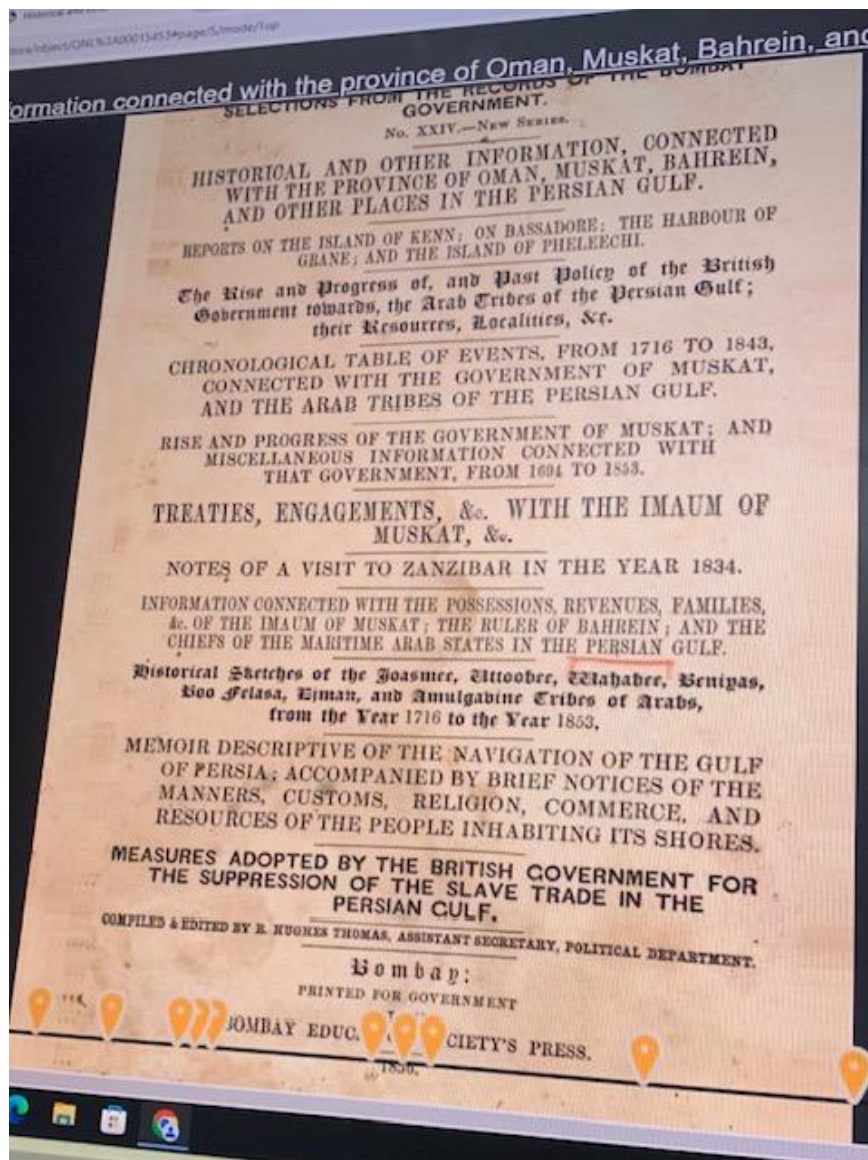 object/QNL%3A00015453#page/5/mode/1up
ormation connected with the province of Oman, Muskat, Bahrein, and
SELECTIONS FROM THE RECORDS OF THE BOMBAY
GOVERNMENT.
No. XXIV.—NEW SERIES.
HISTORICAL AND OTHER INFORMATION, CONNECTED
WITH THE PROVINCE OF OMAN, MUSKAT, BAHREIN,
AND OTHER PLACES IN THE PERSIAN GULF.
REPORTS ON THE ISLAND OF KENN; ON BASSADORE; THE HARBOUR OF
GRANE; AND THE ISLAND OF PHELEECHI.
The Rise and Progress of, and Past Policy of the British
Government towards, the Arab Tribes of the Persian Gulf;
their Resources, Localities, &c.
CHRONOLOGICAL TABLE OF EVENTS, FROM 1716 TO 1843,
CONNECTED WITH THE GOVERNMENT OF MUSKAT,
AND THE ARAB TRIBES OF THE PERSIAN GULF.
RISE AND PROGRESS OF THE GOVERNMENT OF MUSKAT; AND
MISCELLANEOUS INFORMATION CONNECTED WITH
THAT GOVERNMENT, FROM 1694 TO 1853.
TREATIES, ENGAGEMENTS, &c. WITH THE IMAUM OF
MUSKAT, &c.
NOTES OF A VISIT TO ZANZIBAR IN THE YEAR 1834.
INFORMATION CONNECTED WITH THE POSSESSIONS, REVENUES, FAMILIES,
&c. OF THE IMAUM OF MUSKAT; THE RULER OF BAHREIN; AND THE
CHIEFS OF THE MARITIME ARAB STATES IN THE PERSIAN GULF.
Historical Sketches of the Joasmee, Uttoobee, Wahabee, Beniyas,
Boo Felasa, Ejman, and Amulgavine Tribes of Arabs,
from the Year 1716 to the Year 1853.
MEMOIR DESCRIPTIVE OF THE NAVIGATION OF THE GULF
OF PERSIA; ACCOMPANIED BY BRIEF NOTICES OF THE
MANNERS, CUSTOMS, RELIGION, COMMERCE, AND
RESOURCES OF THE PEOPLE INHABITING ITS SHORES.
MEASURES ADOPTED BY THE BRITISH GOVERNMENT FOR
THE SUPPRESSION OF THE SLAVE TRADE IN THE
PERSIAN GULF.
COMPILED & EDITED BY R. HUGHES THOMAS, ASSISTANT SECRETARY, POLITICAL DEPARTMENT.
Bombay:
PRINTED FOR GOVERNMENT
BOMBAY EDUC. CIETY'S PRESS.
1856.